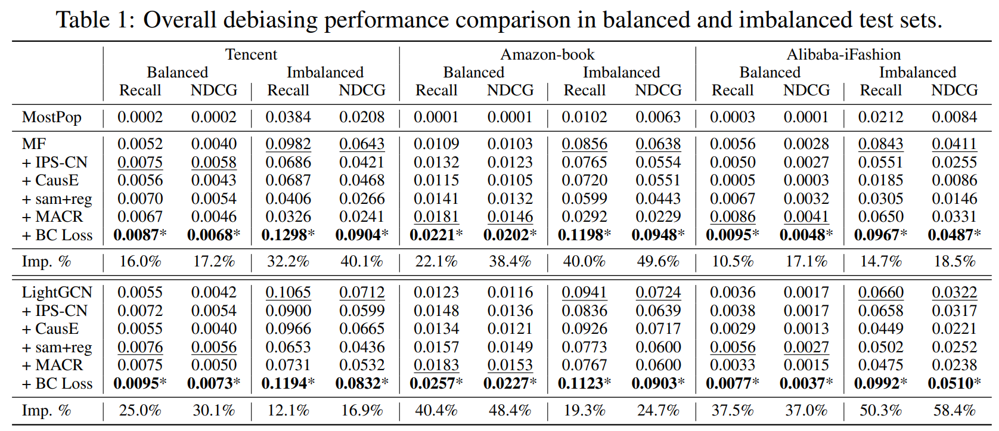 Table 1: Overall debiasing performance comparison in balanced and imbalanced test sets.
Tencent Amazon-book Alibaba-iFashion
Balanced Imbalanced Balanced Imbalanced Balanced Imbalanced
Recall NDCG Recall NDCG Recall NDCG Recall NDCG Recall NDCG Recall NDCG
MostPop 0.0002 0.0002 0.0384 0.0208 0.0001 0.0001 0.0102 0.0063 0.0003 0.0001 0.0212 0.0084
MF 0.0052 0.0040 0.0982 0.0643 0.0109 0.0103 0.0856 0.0638 0.0056 0.0028 0.0843 0.0411
+ IPS-CN 0.0075 0.0058 0.0686 0.0421 0.0132 0.0123 0.0765 0.0554 0.0050 0.0027 0.0551 0.0255
+ CausE 0.0056 0.0043 0.0687 0.0468 0.0115 0.0105 0.0720 0.0551 0.0005 0.0003 0.0185 0.0086
+ sam+reg 0.0070 0.0054 0.0406 0.0266 0.0141 0.0132 0.0599 0.0443 0.0067 0.0032 0.0305 0.0146
+ MACR 0.0067 0.0046 0.0326 0.0241 0.0181 0.0146 0.0292 0.0229 0.0086 0.0041 0.0650 0.0331
+ BC Loss 0.0087* 0.0068* 0.1298* 0.0904* 0.0221* 0.0202* 0.1198* 0.0948* 0.0095* 0.0048* 0.0967* 0.0487*
Imp. % 16.0% 17.2% 32.2% 40.1% 22.1% 38.4% 40.0% 49.6% 10.5% 17.1% 14.7% 18.5%
LightGCN 0.0055 0.0042 0.1065 0.0712 0.0123 0.0116 0.0941 0.0724 0.0036 0.0017 0.0660 0.0322
+ IPS-CN 0.0072 0.0054 0.0900 0.0599 0.0148 0.0136 0.0836 0.0639 0.0038 0.0017 0.0658 0.0317
+ CausE 0.0055 0.0040 0.0966 0.0665 0.0134 0.0121 0.0926 0.0717 0.0029 0.0013 0.0449 0.0221
+ sam+reg 0.0076 0.0056 0.0653 0.0436 0.0157 0.0149 0.0773 0.0600 0.0056 0.0027 0.0502 0.0252
+ MACR 0.0075 0.0050 0.0731 0.0532 0.0183 0.0153 0.0767 0.0600 0.0033 0.0015 0.0475 0.0238
+ BC Loss 0.0095* 0.0073* 0.1194* 0.0832* 0.0257* 0.0227* 0.1123* 0.0903* 0.0077* 0.0037* 0.0992* 0.0510*
Imp. % 25.0% 30.1% 12.1% 16.9% 40.4% 48.4% 19.3% 24.7% 37.5% 37.0% 50.3% 58.4%